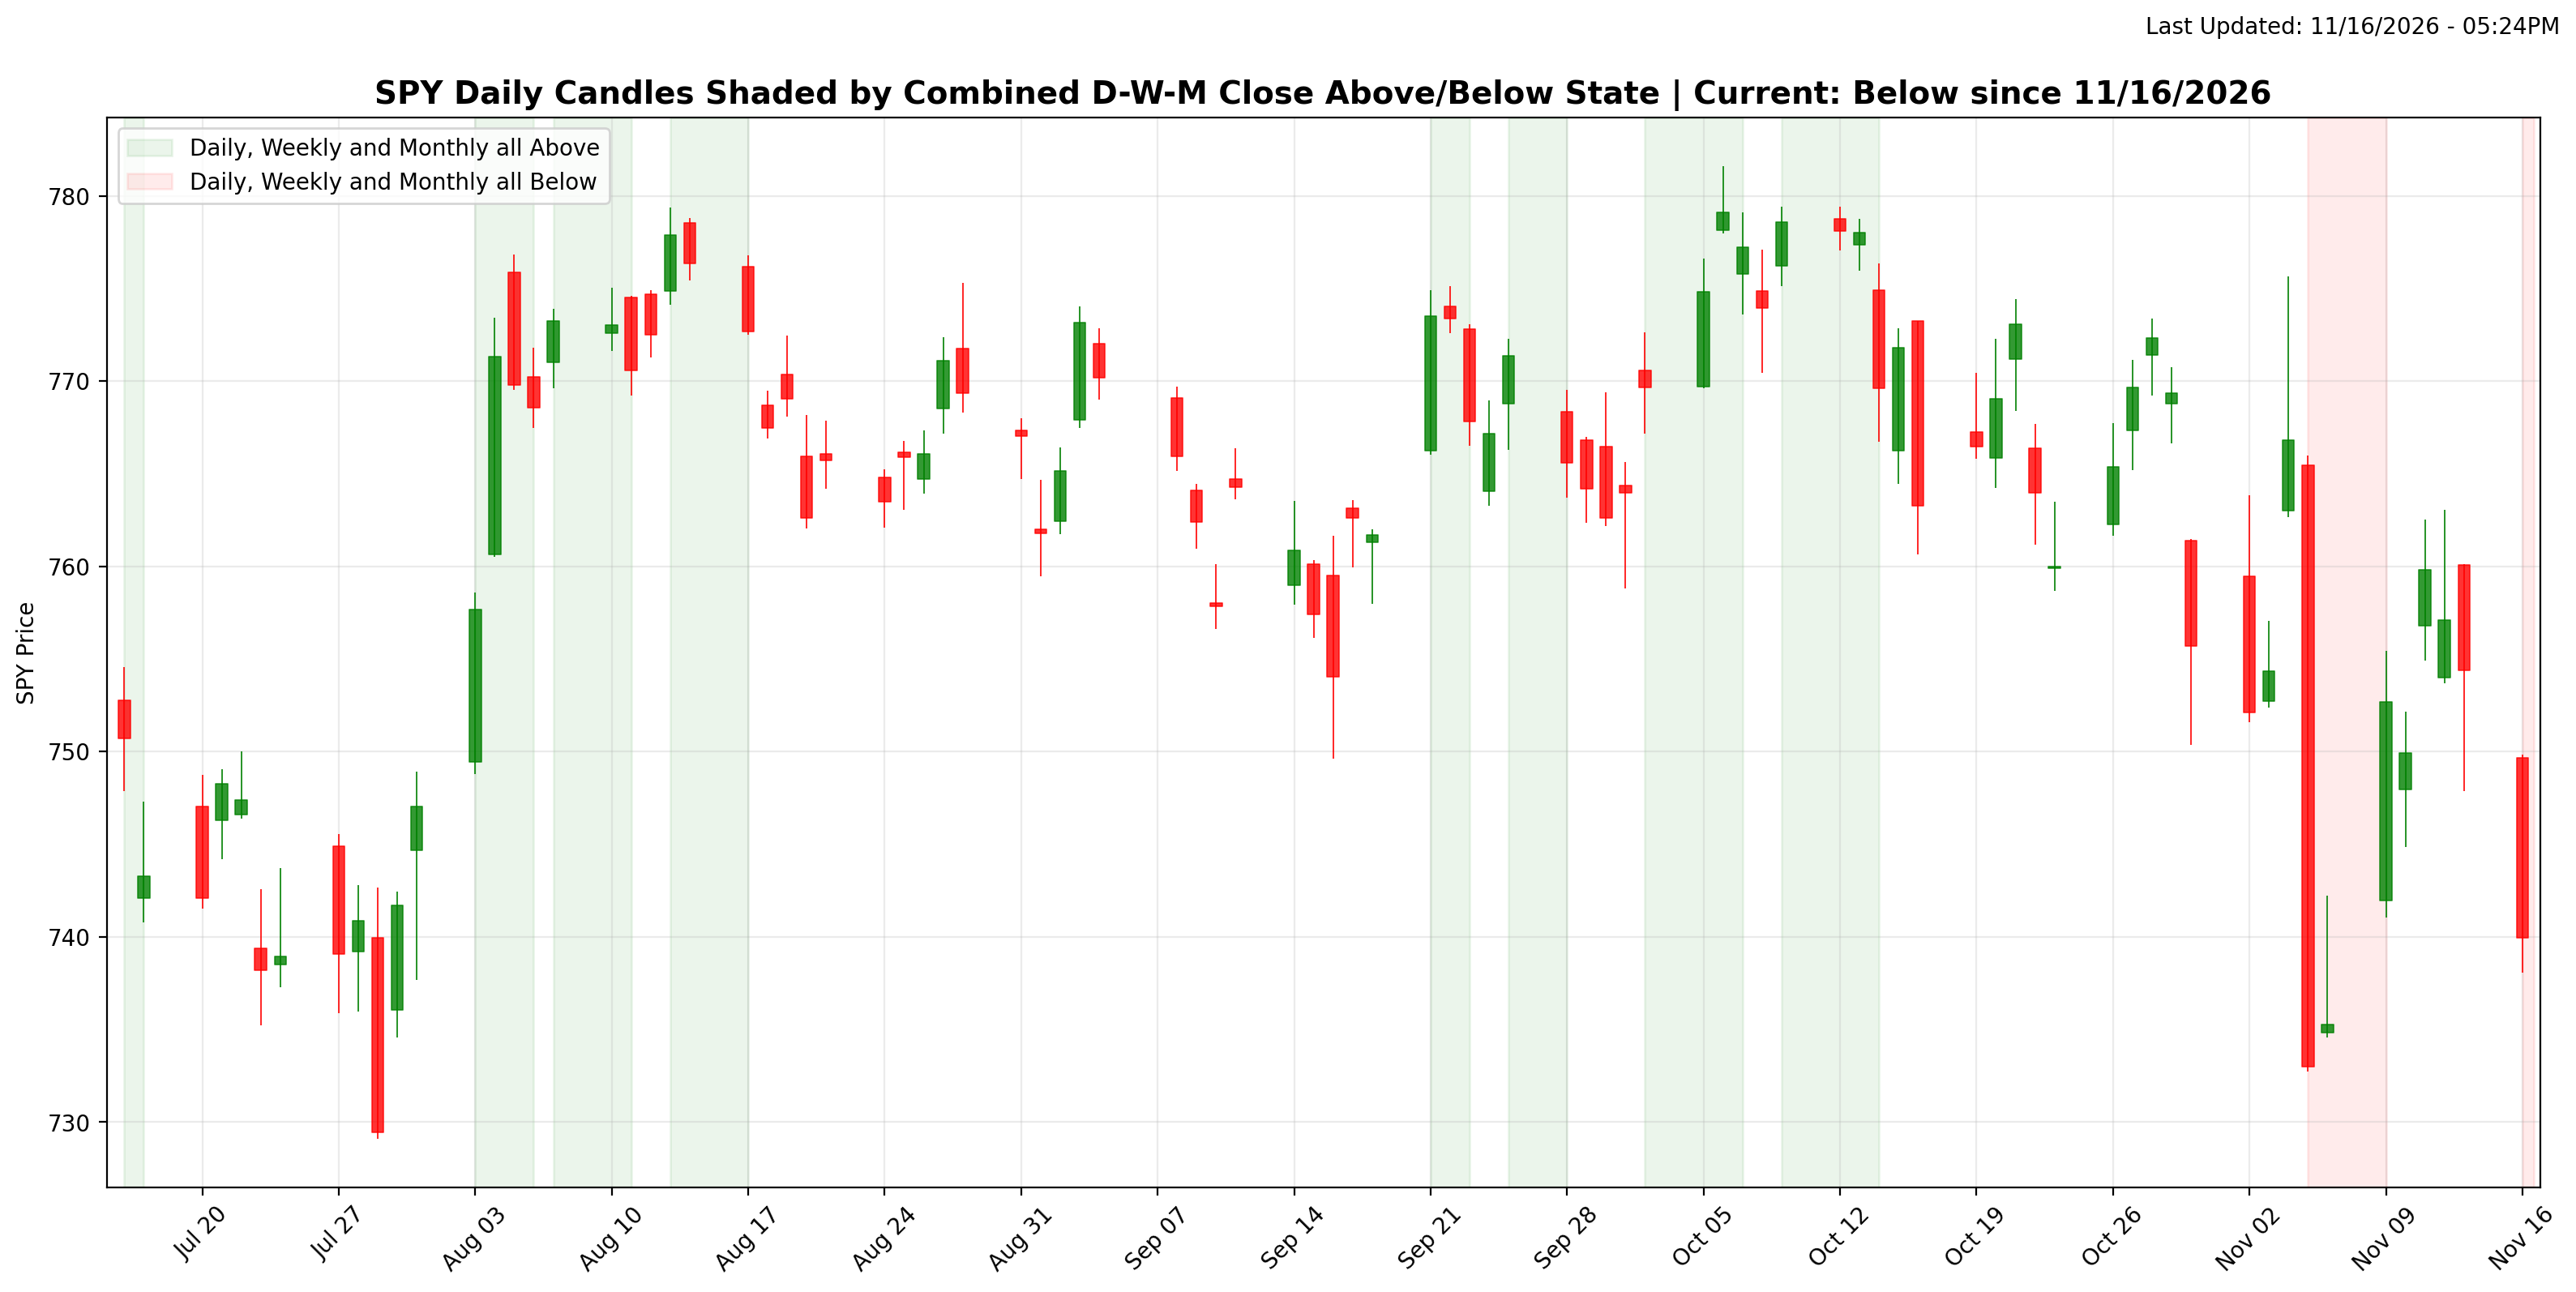 Last Updated: 11/16/2026 - 05:24PM
SPY Daily Candles Shaded by Combined D-W-M Close Above/Below State | Current: Below since 11/16/2026
Daily, Weekly and Monthly all Above
Daily, Weekly and Monthly all Below
780
770
760
750
740
730
SPY Price
Jul 20
Jul 27
Aug 03
Aug 10
Aug 17
Aug 24
Aug 31
Sep 07
Sep 14
Sep 21
Sep 28
Oct 05
Oct 12
Oct 19
Oct 26
Nov 02
Nov 09
Nov 16